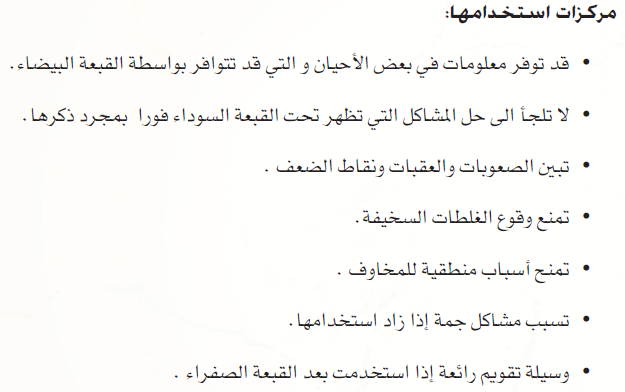 مركزات استخدامها:
• قد توفر معلومات في بعض الأحيان و التي قد تتوافر بواسطة القبعة البيضاء.
• لا تلجأ الى حل المشاكل التي تظهر تحت القبعة السوداء فورا بمجرد ذكرها.
• تبين الصعوبات والعقبات ونقاط الضعف .
• تمنع وقوع الغلطات السخيفة.
• تمنح أسباب منطقية للمخاوف .
• تسبب مشاكل جمة إذا زاد استخدامها.
• وسيلة تقويم رائعة إذا استخدمت بعد القبعة الصفراء .